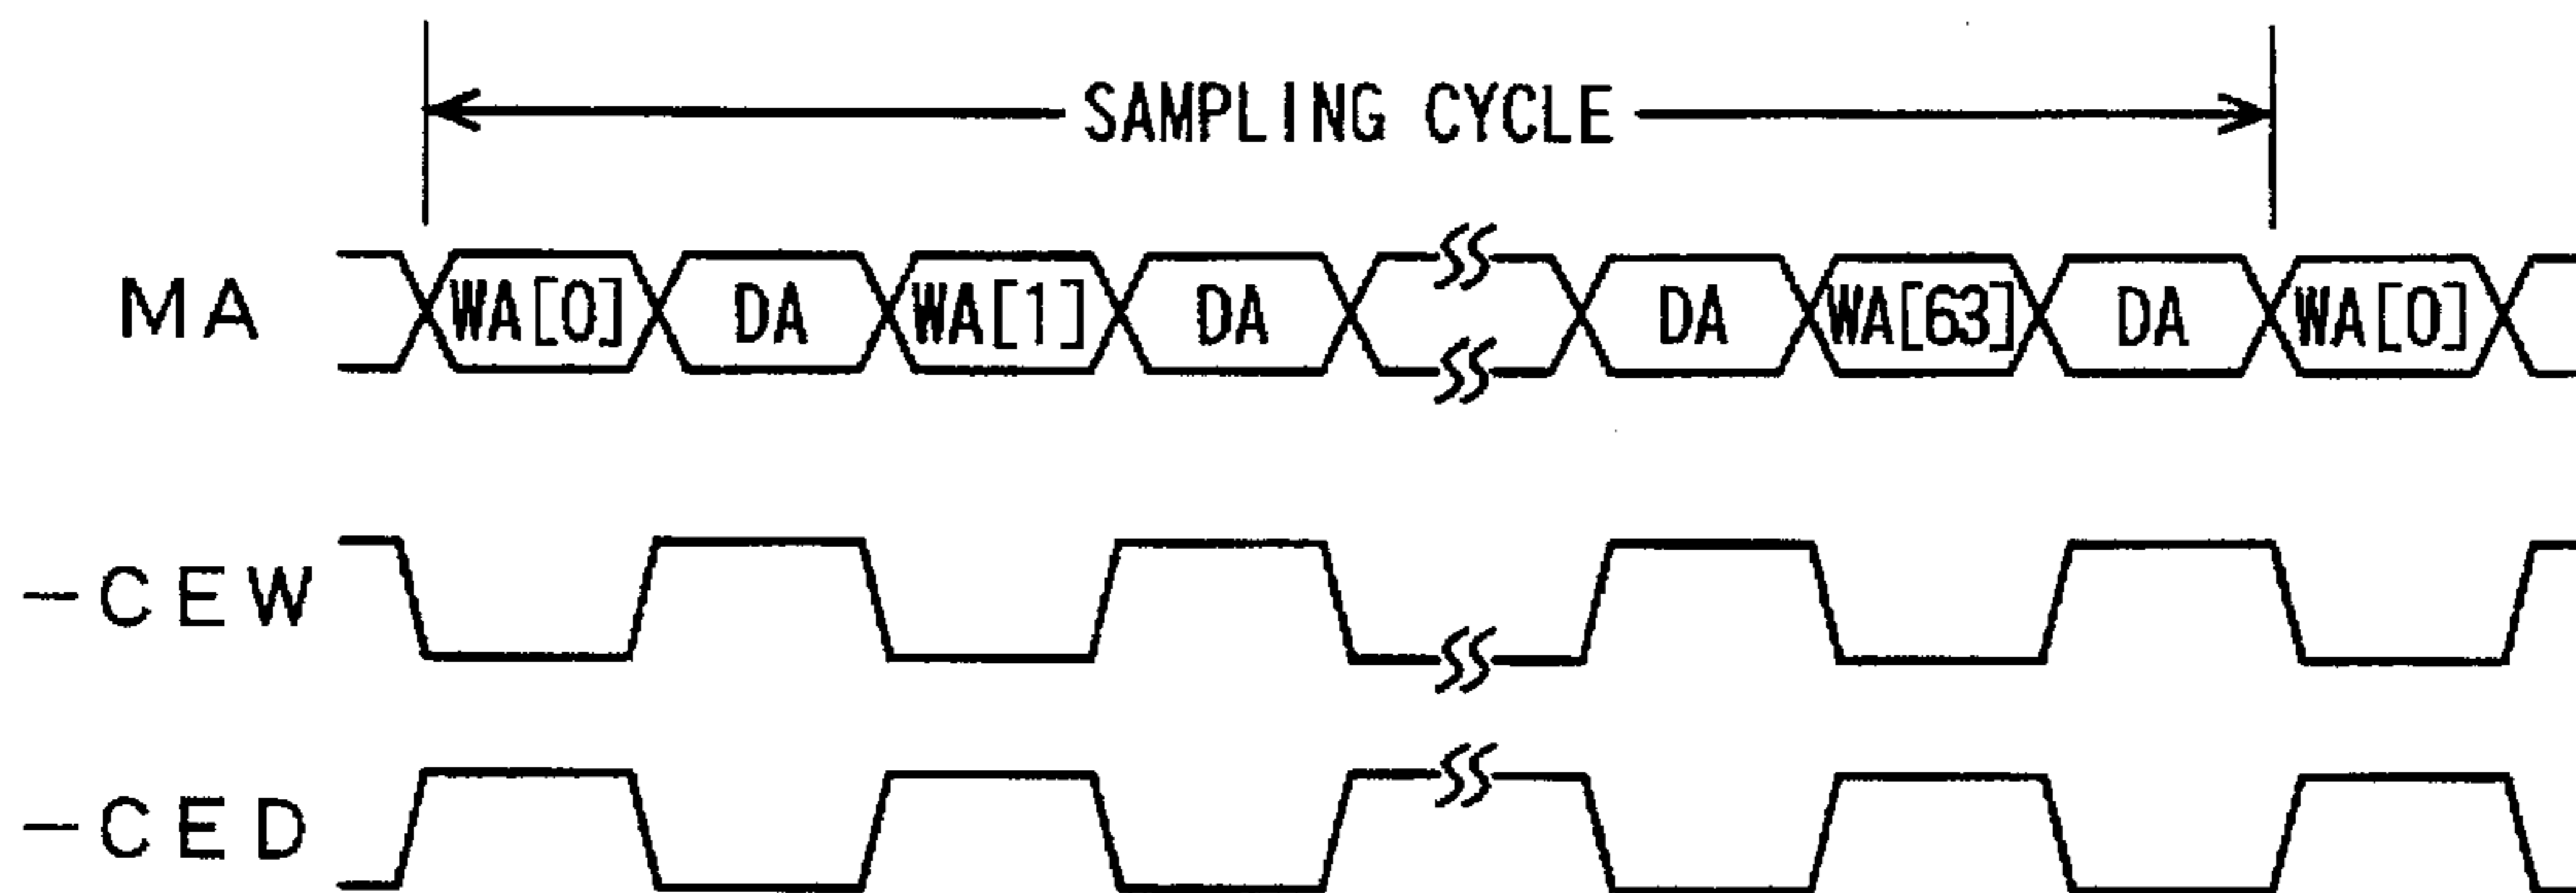 SAMPLING CYCLE
MA WA[0] DA WA[1] DA DA WA[63] DA WA[0]
-CEW
-CED